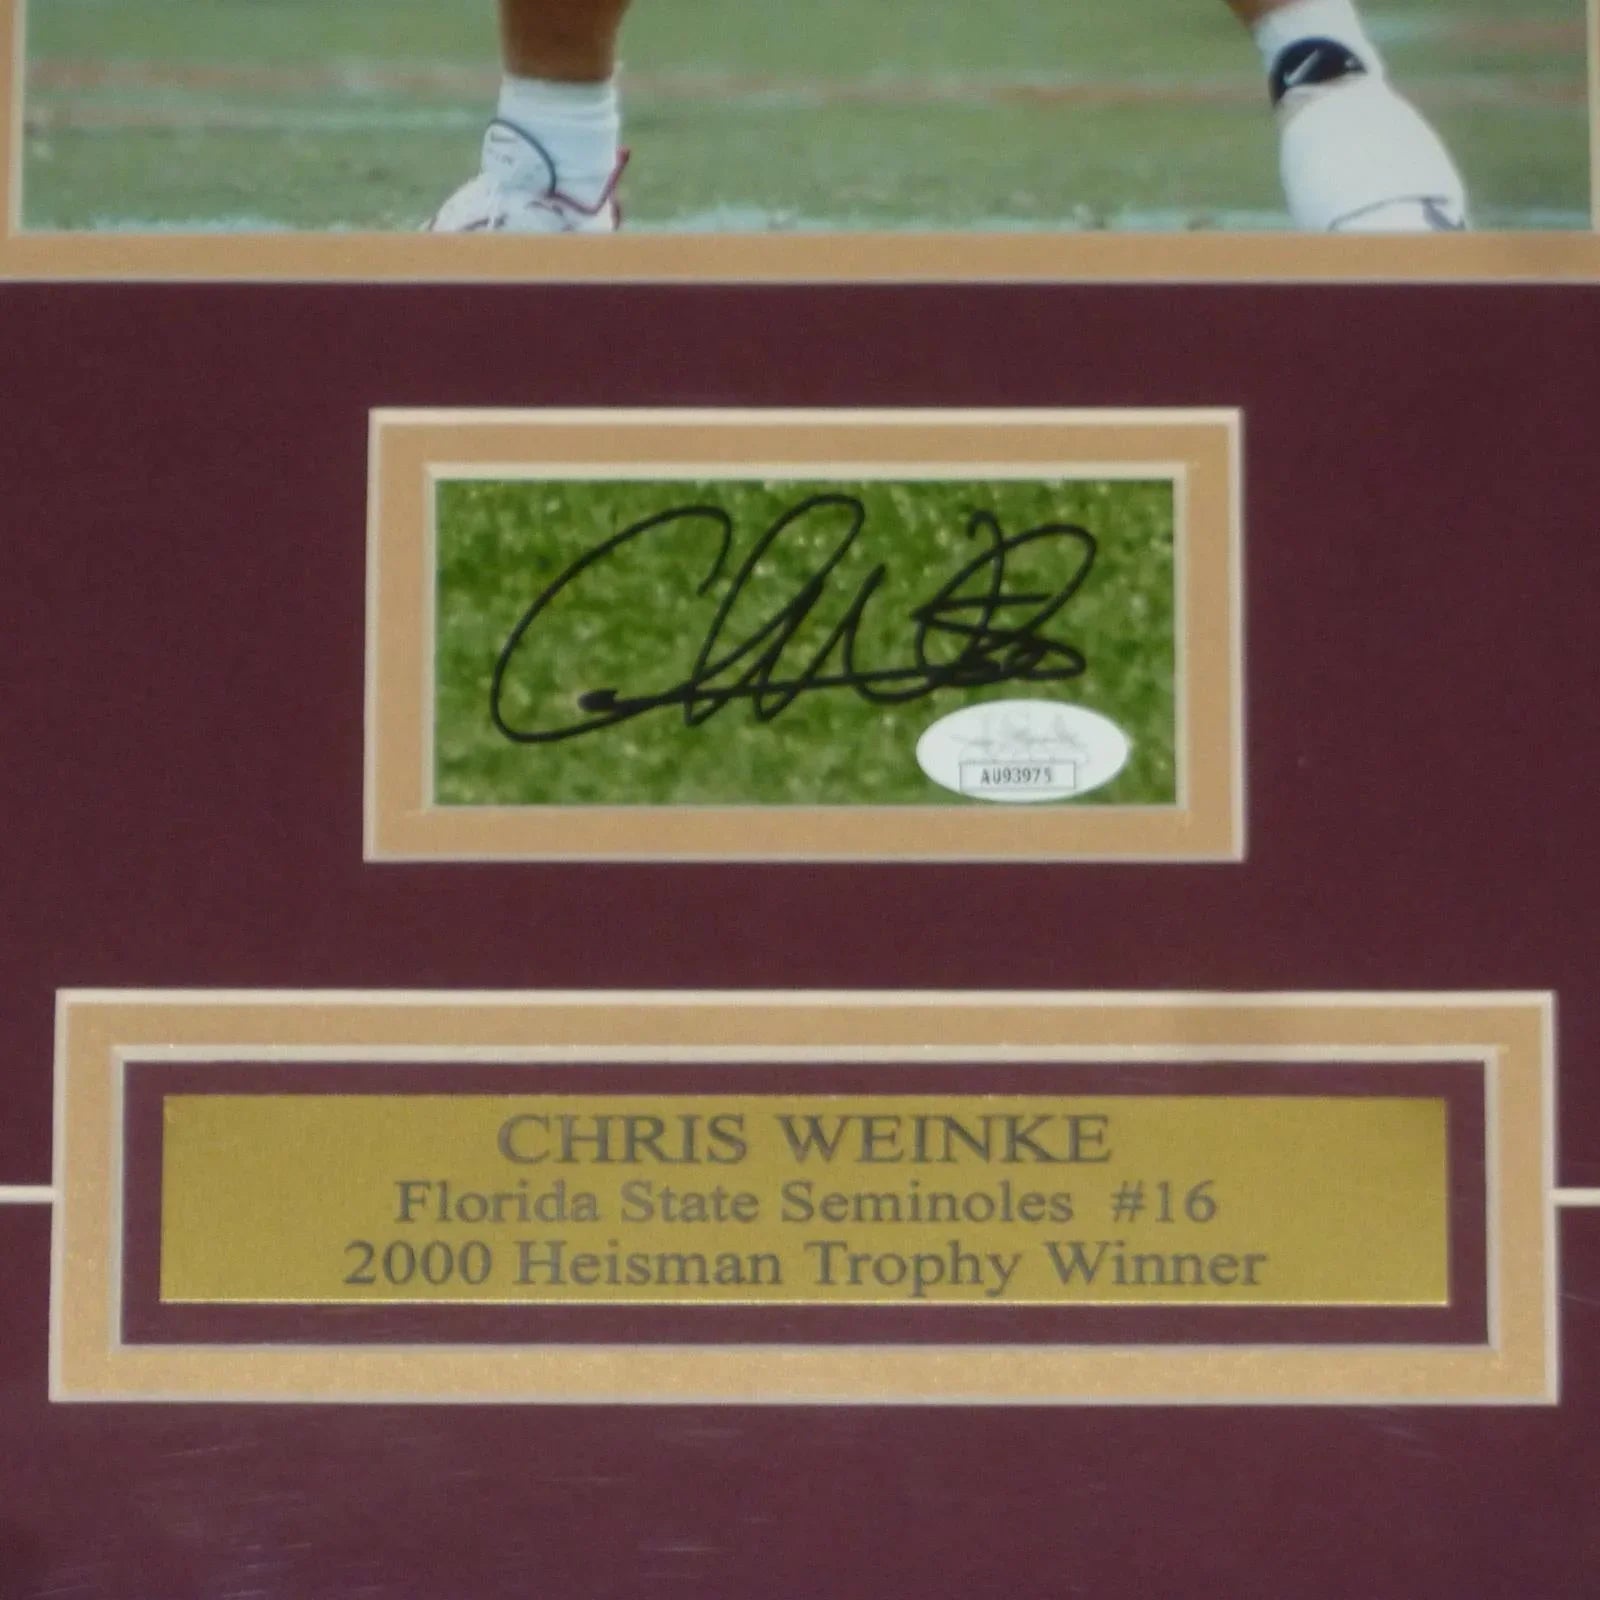 AU93975
CHRIS WEINKE
Florida State Seminoles #16
2000 Heisman Trophy Winner